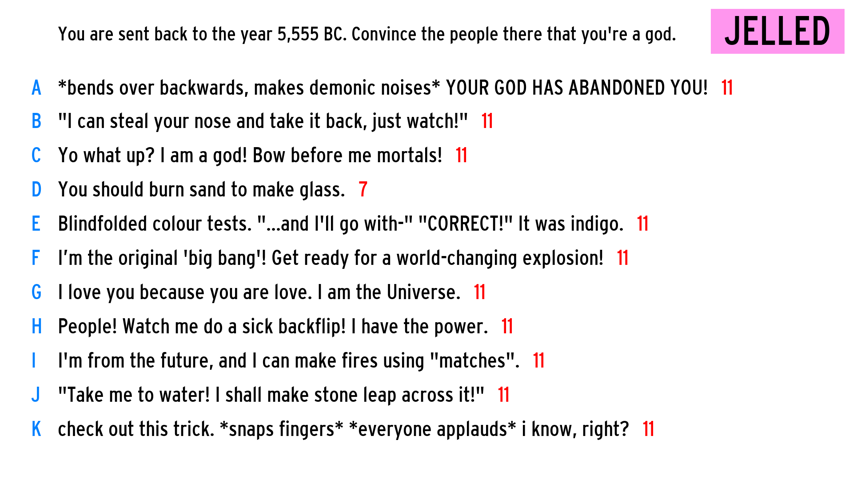 You are sent back to the year 5,555 BC. Convince the people there that you're a god.
JELLED
A *bends over backwards, makes demonic noises* YOUR GOD HAS ABANDONED YOU! 11
B "I can steal your nose and take it back, just watch!" 11
C Yo what up? I am a god! Bow before me mortals! 11
D You should burn sand to make glass. 7
E Blindfolded colour tests. "...and I'll go with-" "CORRECT!" It was indigo. 11
F I'm the original 'big bang'! Get ready for a world-changing explosion! 11
G I love you because you are love. I am the Universe. 11
H People! Watch me do a sick backflip! I have the power. 11
I I'm from the future, and I can make fires using "matches". 11
J "Take me to water! I shall make stone leap across it!" 11
K check out this trick. *snaps fingers* *everyone applauds* i know, right? 11